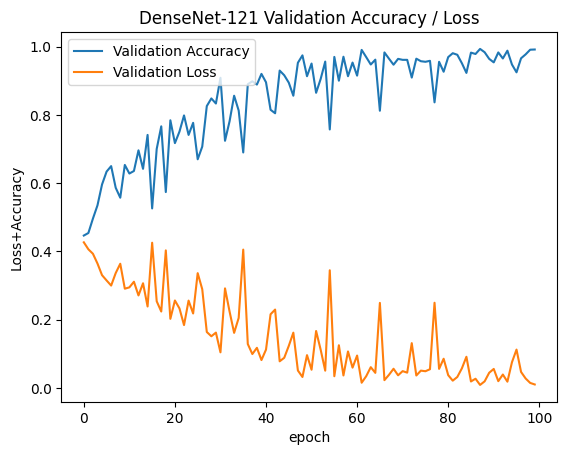 DenseNet-121 Validation Accuracy / Loss
Validation Accuracy
Validation Loss
Loss+Accuracy
1.0
0.8
0.6
0.4
0.2
0.0
0 20 40 60 80 100
epoch